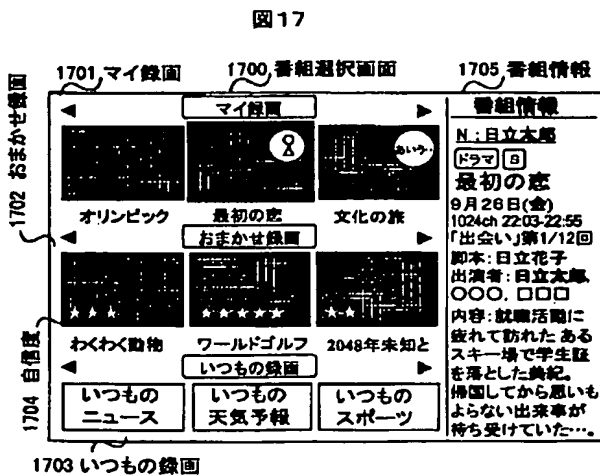 図17
1701 マイ録画
1700 番組選択画面
1705 番組情報
1702 おまかせ録画
1704 自信度
1703 いつもの録画
マイ録画
あいう‥
オリンピック
最初の恋
文化の旅
おまかせ録画
わくわく動物
ワールドゴルフ
2048年未知と
いつもの録画
いつもの
ニュース
いつもの
天気予報
いつもの
スポーツ
番組情報
N:日立太郎
ドラマ S
最初の恋
9月26日(金)
1024ch 22:03-22:55
「出会い」第1/12回
脚本:日立花子
出演者:日立太郎、
○○○、□□□
内容:就職活動に
疲れて訪れた ある
スキー場で学生証
を落とした美紀。
帰国してから思いも
よらない出来事が
待ち受けていた…。